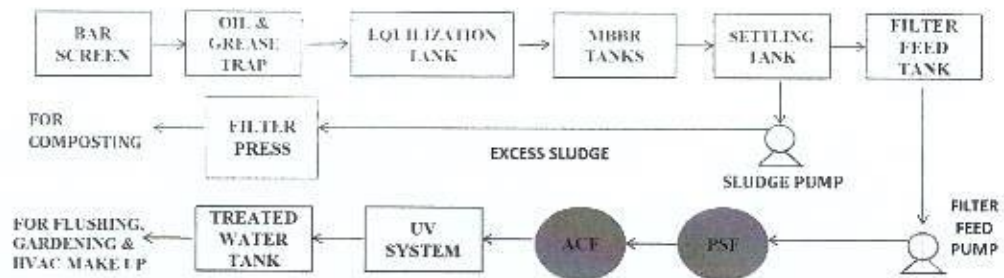 BAR
SCREEN
OIL &
GREASE
TRAP
EQUILIZATION
TANK
MBBR
TANKS
SETTLING
TANK
FILTER
FEED
TANK
FOR
COMPOSTING
FILTER
PRESS
EXCESS SLUDGE
SLUDGE PUMP
FOR FLUSHING,
GARDENING &
HVAC MAKE UP
TREATED
WATER
TANK
UV
SYSTEM
ACF
PSF
FILTER
FEED
PUMP